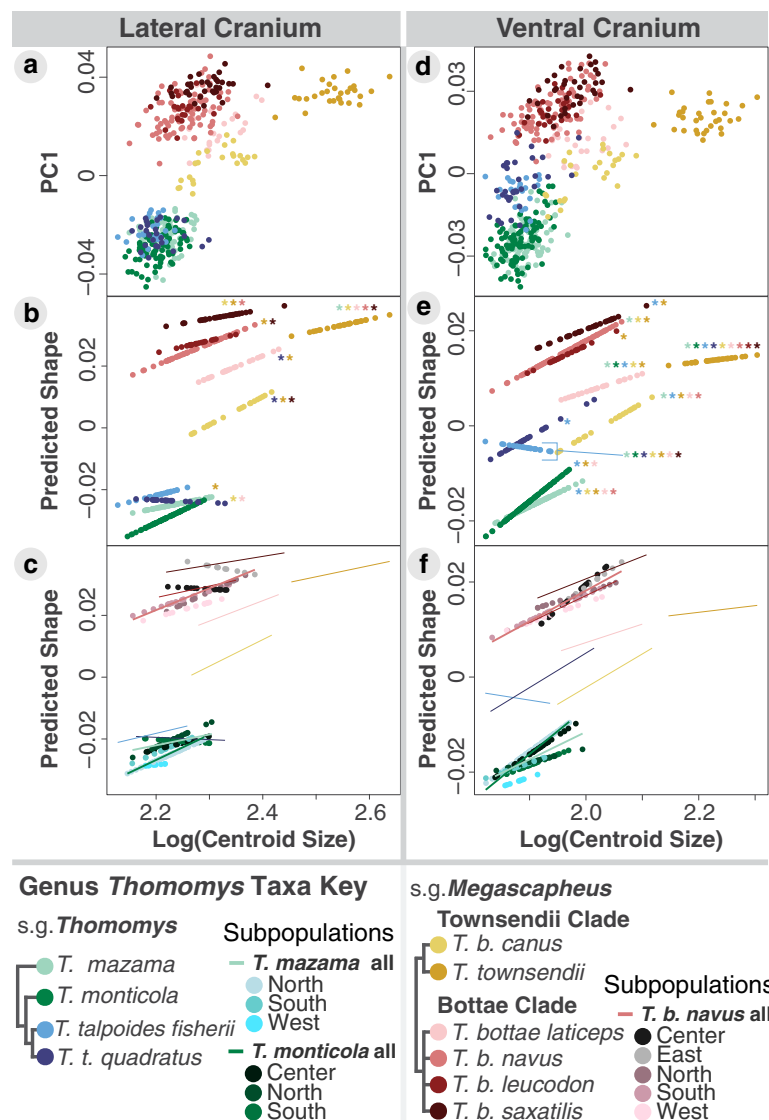 Lateral Cranium
Ventral Cranium
a
d
PC1
0.04
0
−0.04
PC1
0.03
0
−0.03
b
e
***
**
*****
**
***
*
***
Predicted Shape
0.02
0
−0.02
**
***
*
********
*****
*****
*
******
***
*****
Predicted Shape
0.02
0
−0.02
c
f
Predicted Shape
0.02
0
−0.02
Predicted Shape
0.02
0
−0.02
2.2 2.4 2.6
2.0 2.2
Log(Centroid Size)
Log(Centroid Size)
Genus Thomomys Taxa Key
s.g.Thomomys
T. mazama
T. monticola
T. talpoides fisherii
T. t. quadratus
Subpopulations
T. mazama all
North
South
West
T. monticola all
Center
North
South
s.g.Megascapheus
Townsendii Clade
T. b. canus
T. townsendii
Bottae Clade
T. bottae laticeps
T. b. navus
T. b. leucodon
T. b. saxatilis
Subpopulations
T. b. navus all
Center
East
North
South
West